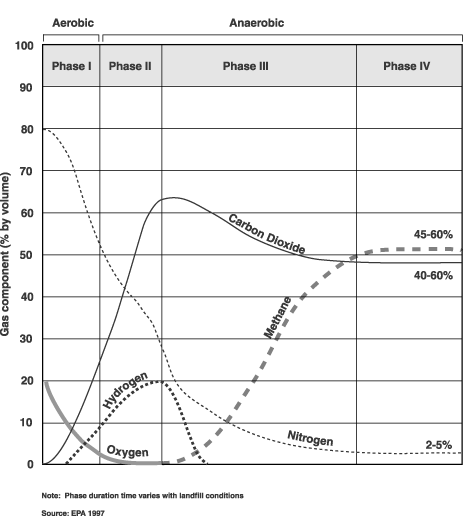 Aerobic Anaerobic
Phase I Phase II Phase III Phase IV
100
90
80
70
60
50
40
30
20
10
0
Gas component (% by volume)
Carbon Dioxide
45-60%
40-60%
Methane
Hydrogen
Oxygen
Nitrogen
2-5%
Note: Phase duration time varies with landfill conditions
Source: EPA 1997